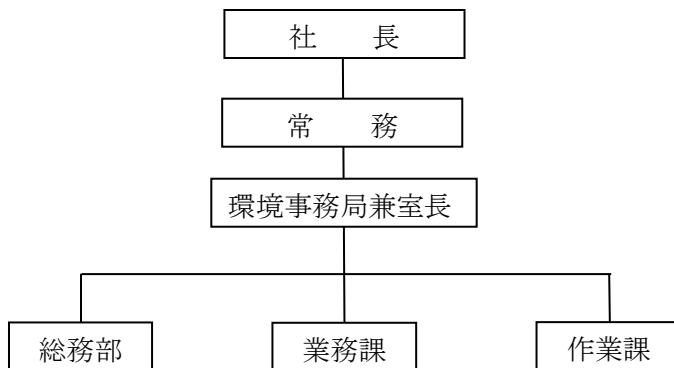 社　　長
常　　務
環境事務局兼室長
総務部　業務課　作業課